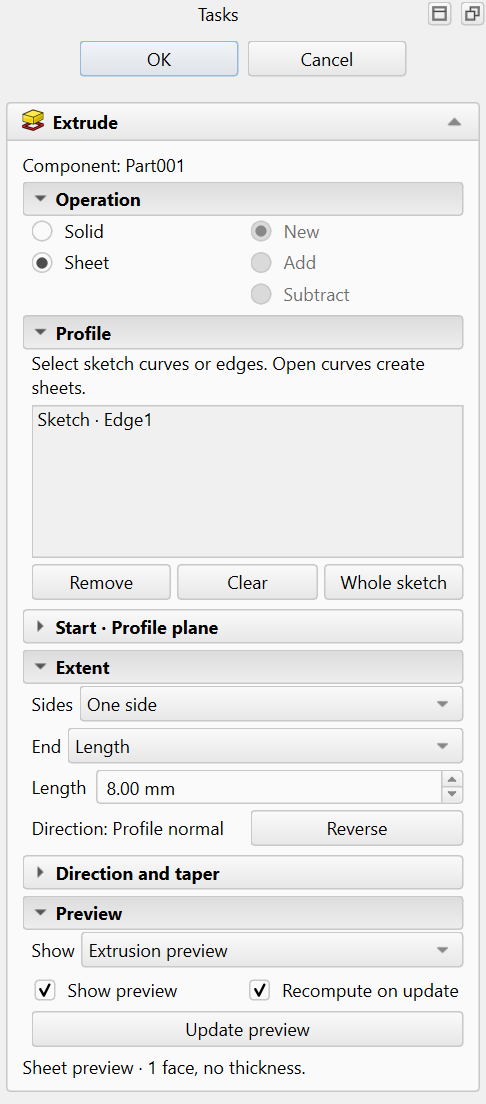 Tasks
OK Cancel
Extrude
Component: Part001
Operation
Solid New
Sheet Add
Subtract
Profile
Select sketch curves or edges. Open curves create
sheets.
Sketch · Edge1
Remove Clear Whole sketch
Start · Profile plane
Extent
Sides One side
End Length
Length 8.00 mm
Direction: Profile normal Reverse
Direction and taper
Preview
Show Extrusion preview
Show preview Recompute on update
Update preview
Sheet preview · 1 face, no thickness.